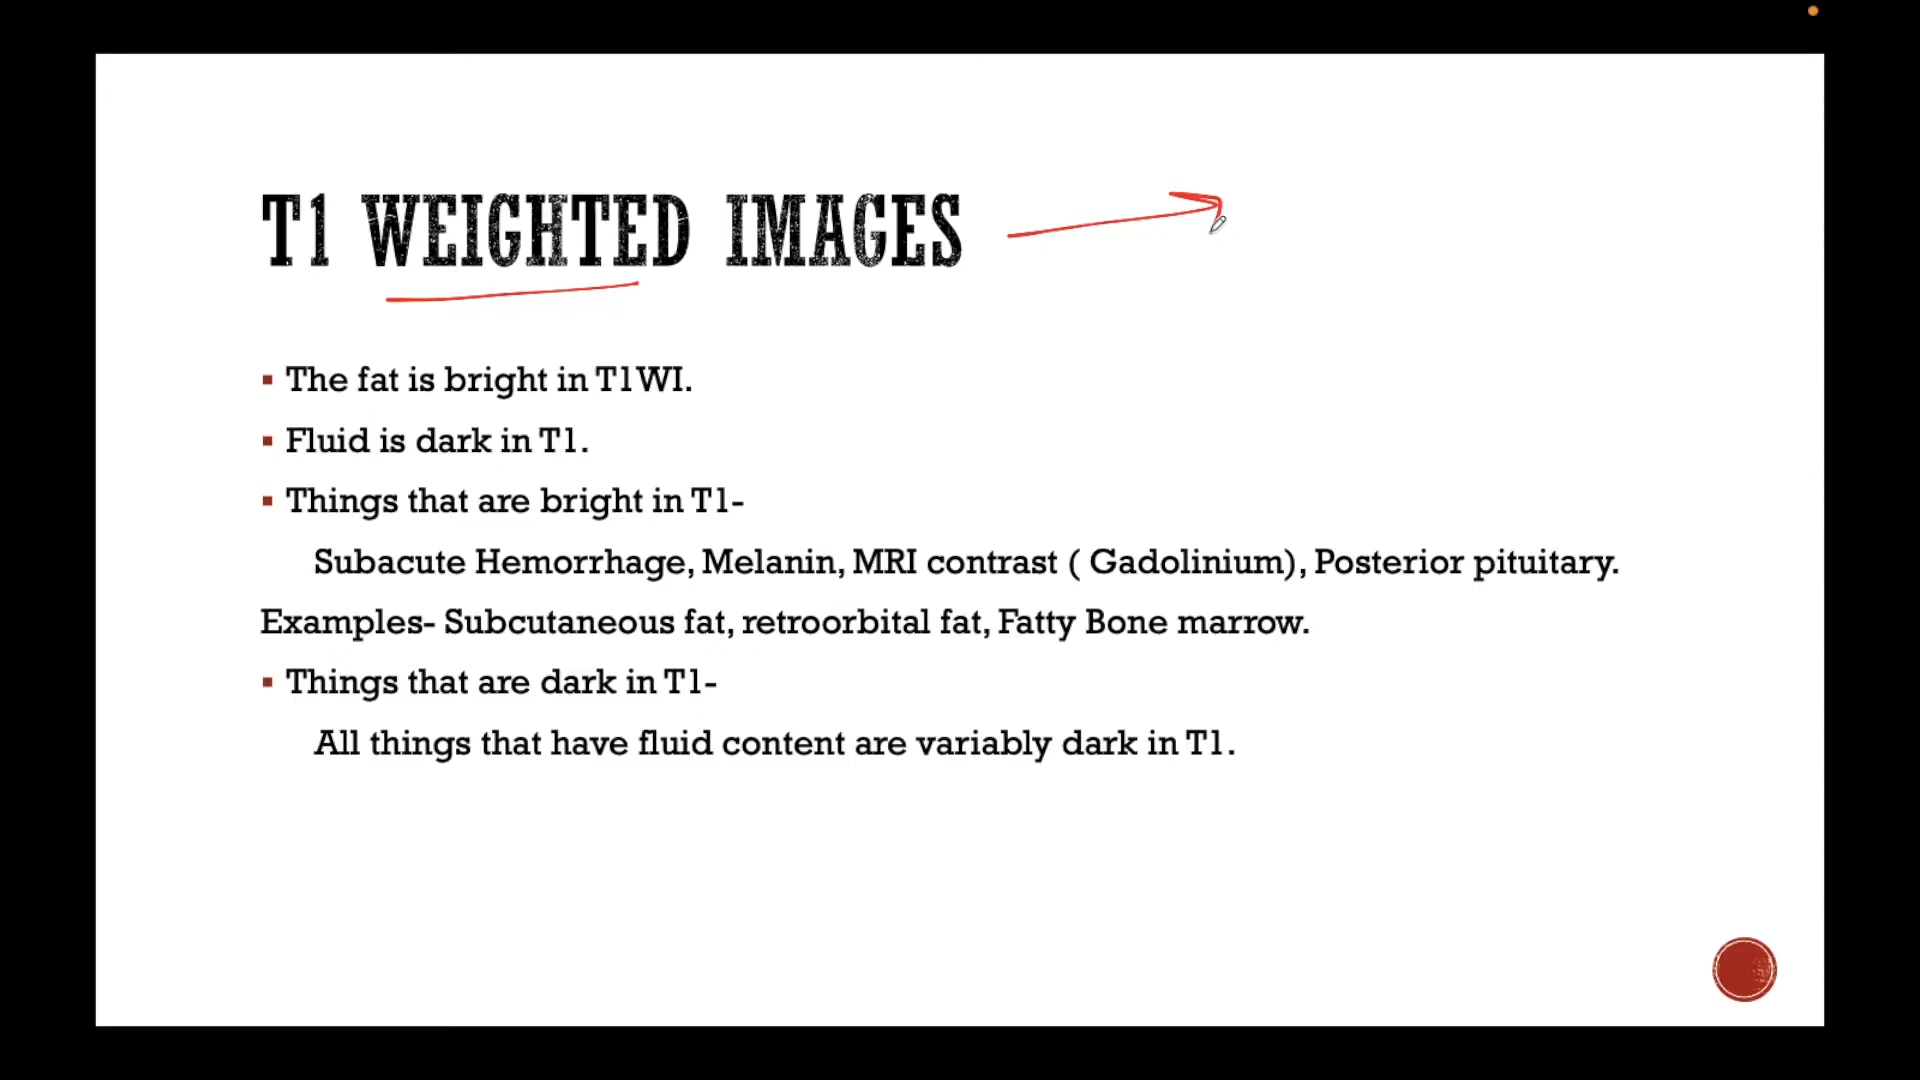 T1 WEIGHTED IMAGES
▪ The fat is bright in T1WI.
▪ Fluid is dark in T1.
▪ Things that are bright in T1-
Subacute Hemorrhage, Melanin, MRI contrast ( Gadolinium), Posterior pituitary.
Examples- Subcutaneous fat, retroorbital fat, Fatty Bone marrow.
▪ Things that are dark in T1-
All things that have fluid content are variably dark in T1.